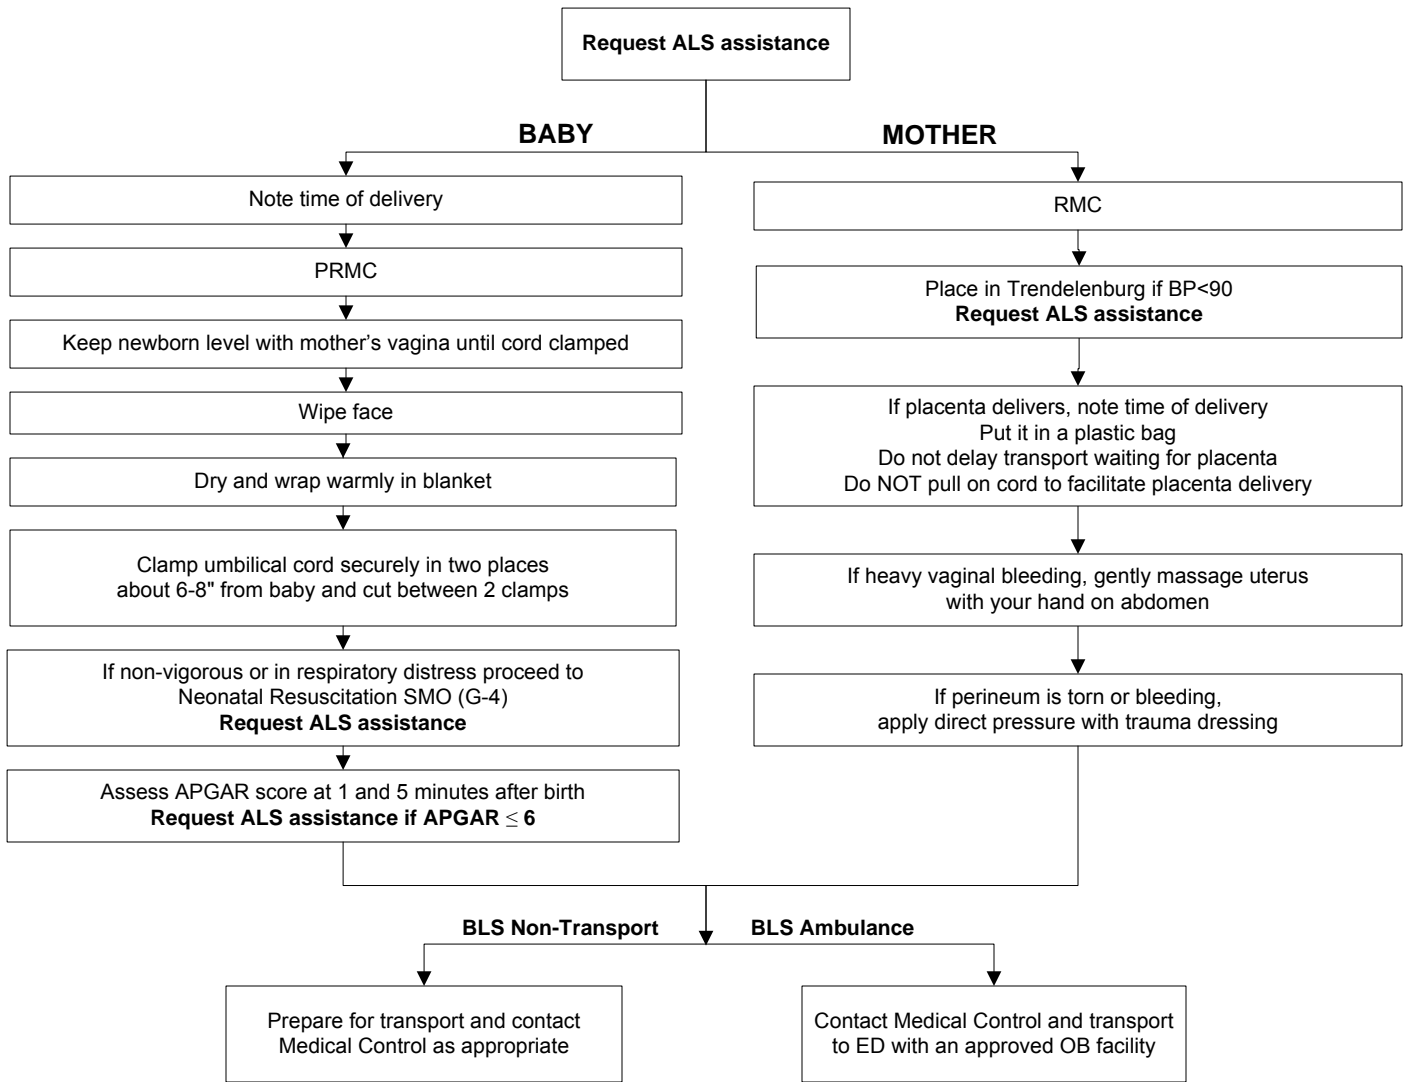 Request ALS assistance
BABY
MOTHER
Note time of delivery
PRMC
Keep newborn level with mother's vagina until cord clamped
Wipe face
Dry and wrap warmly in blanket
Clamp umbilical cord securely in two places
about 6-8" from baby and cut between 2 clamps
If non-vigorous or in respiratory distress proceed to
Neonatal Resuscitation SMO (G-4)
Request ALS assistance
Assess APGAR score at 1 and 5 minutes after birth
Request ALS assistance if APGAR ≤ 6
RMC
Place in Trendelenburg if BP<90
Request ALS assistance
If placenta delivers, note time of delivery
Put it in a plastic bag
Do not delay transport waiting for placenta
Do NOT pull on cord to facilitate placenta delivery
If heavy vaginal bleeding, gently massage uterus
with your hand on abdomen
If perineum is torn or bleeding,
apply direct pressure with trauma dressing
BLS Non-Transport
BLS Ambulance
Prepare for transport and contact
Medical Control as appropriate
Contact Medical Control and transport
to ED with an approved OB facility